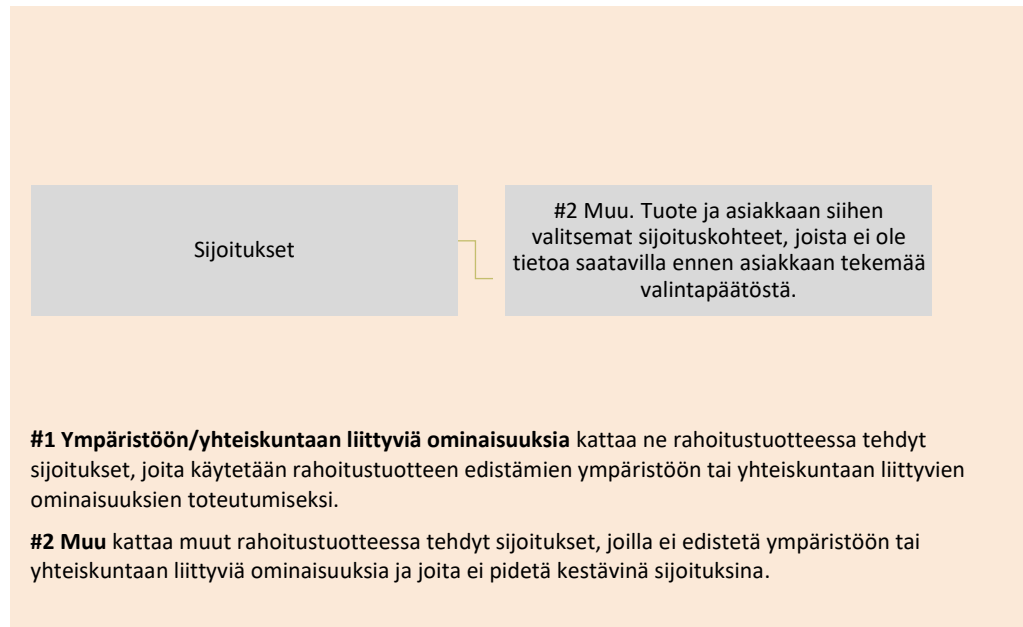 Sijoitukset
#2 Muu. Tuote ja asiakkaan siihen
valitsemat sijoituskohteet, joista ei ole
tietoa saatavilla ennen asiakkaan tekemää
valintapäätöstä.
#1 Ympäristöön/yhteiskuntaan liittyviä ominaisuuksia kattaa ne rahoitustuotteessa tehdyt
sijoitukset, joita käytetään rahoitustuotteen edistämien ympäristöön tai yhteiskuntaan liittyvien
ominaisuuksien toteutumiseksi.
#2 Muu kattaa muut rahoitustuotteessa tehdyt sijoitukset, joilla ei edistetä ympäristöön tai
yhteiskuntaan liittyviä ominaisuuksia ja joita ei pidetä kestävinä sijoituksina.